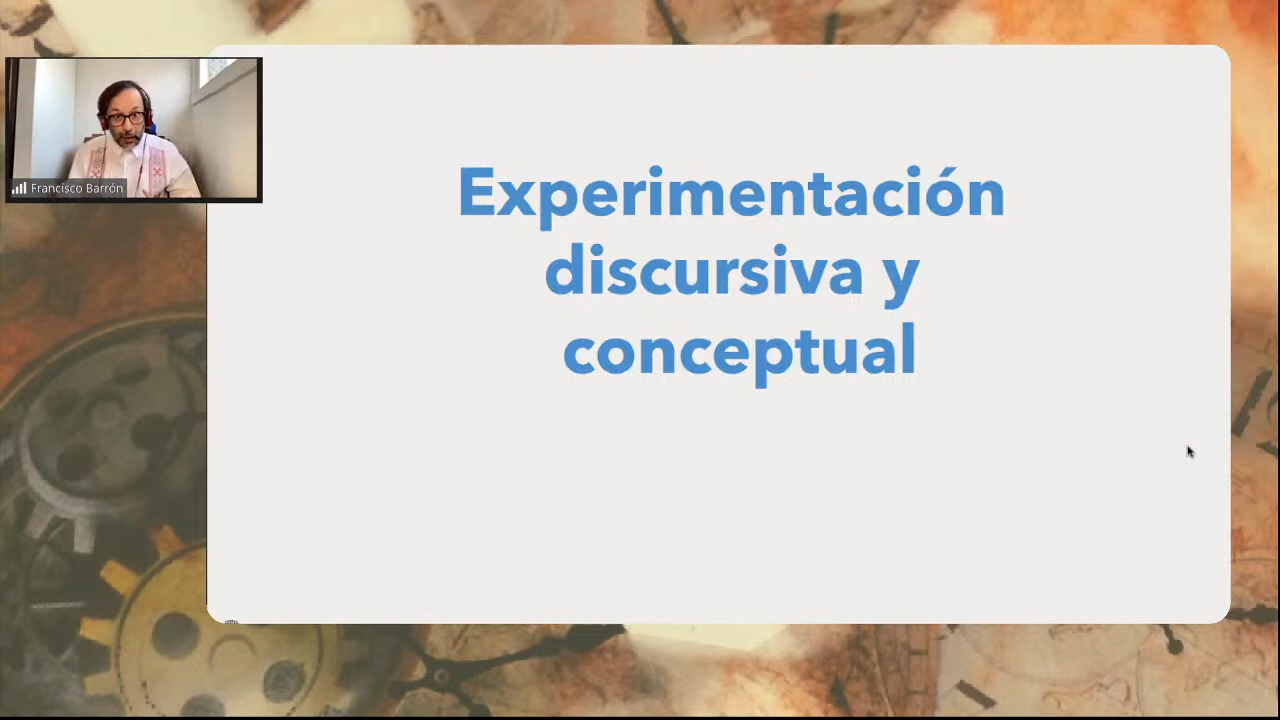 Francisco Barrón
Experimentación
discursiva y
conceptual